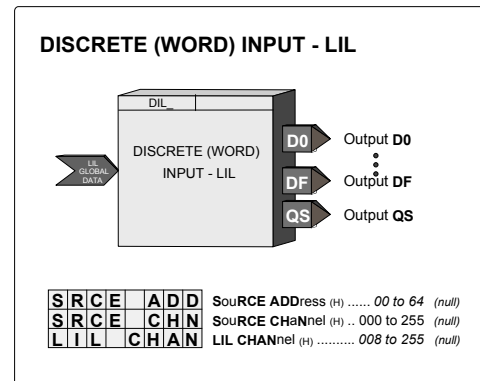 DISCRETE (WORD) INPUT - LIL
DIL_
LIL
GLOBAL
DATA
DISCRETE (WORD)
INPUT - LIL
D0 Output D0
DF Output DF
QS Output QS
SRCE ADD SouRCE ADDress (H) ...... 00 to 64 (null)
SRCE CHN SouRCE CHaNnel (H) .. 000 to 255 (null)
LIL CHAN LIL CHANnel (H) .......... 008 to 255 (null)